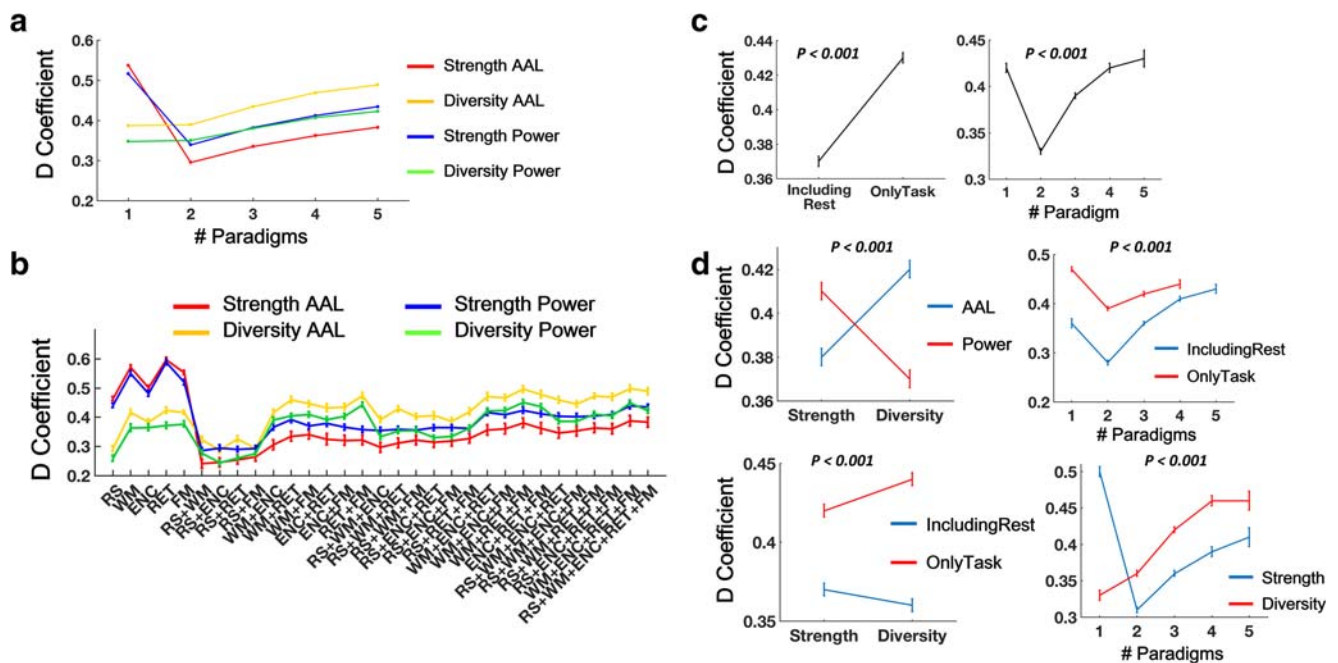 a
0.6
0.5
0.4
0.3
0.2
D Coefficient
1 2 3 4 5
# Paradigms
Strength AAL
Diversity AAL
Strength Power
Diversity Power
b
Strength AAL
Diversity AAL
Strength Power
Diversity Power
D Coefficient
0.6
0.5
0.4
0.3
0.2
RS
WM
ENC
RET
FM
RS+WM
RS+ENC
RS+RET
RS+FM
WM+ENC
WM+RET
WM+FM
ENC+RET
ENC+FM
RET+FM
RS+WM+ENC
RS+WM+RET
RS+WM+FM
RS+ENC+RET
RS+ENC+FM
RS+RET+FM
WM+ENC+RET
WM+ENC+FM
WM+RET+FM
ENC+RET+FM
RS+WM+ENC+RET
RS+WM+ENC+FM
RS+WM+RET+FM
RS+ENC+RET+FM
WM+ENC+RET+FM
RS+WM+ENC+RET+FM
c
D Coefficient
0.44
0.42
0.4
0.38
0.36
P < 0.001
Including
Rest
OnlyTask
0.45
0.4
0.35
0.3
P < 0.001
1 2 3 4 5
# Paradigm
d
D Coefficient
P < 0.001
0.42
0.4
0.38
0.36
AAL
Power
Strength Diversity
P < 0.001
0.5
0.4
0.3
0.2
IncludingRest
OnlyTask
1 2 3 4 5
D Coefficient
0.45
0.4
0.35
P < 0.001
IncludingRest
OnlyTask
Strength Diversity
P < 0.001
0.5
0.45
0.4
0.35
0.3
Strength
Diversity
1 2 3 4 5
# Paradigms